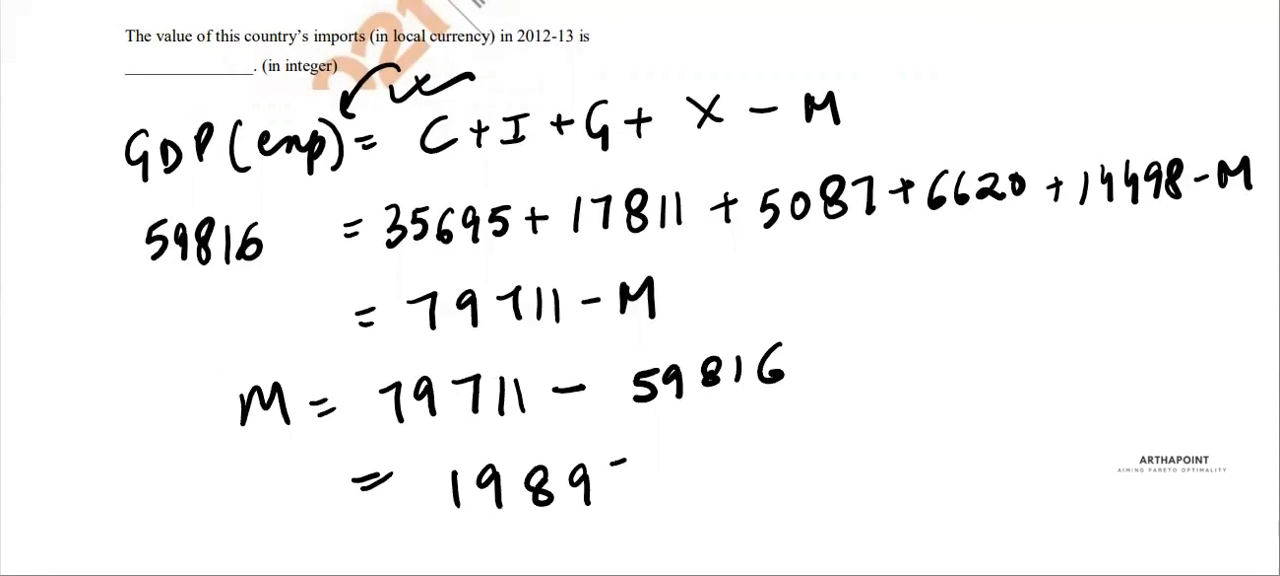 The value of this country's imports (in local currency) in 2012-13 is
______________. (in integer)
GDP (exp) = C + I + G + X - M
59816 = 35695 + 17811 + 5087 + 6620 + 14498 - M
= 79711 - M
M = 79711 - 59816
= 1989
ARTHAPOINT
AIMING PARETO OPTIMALITY